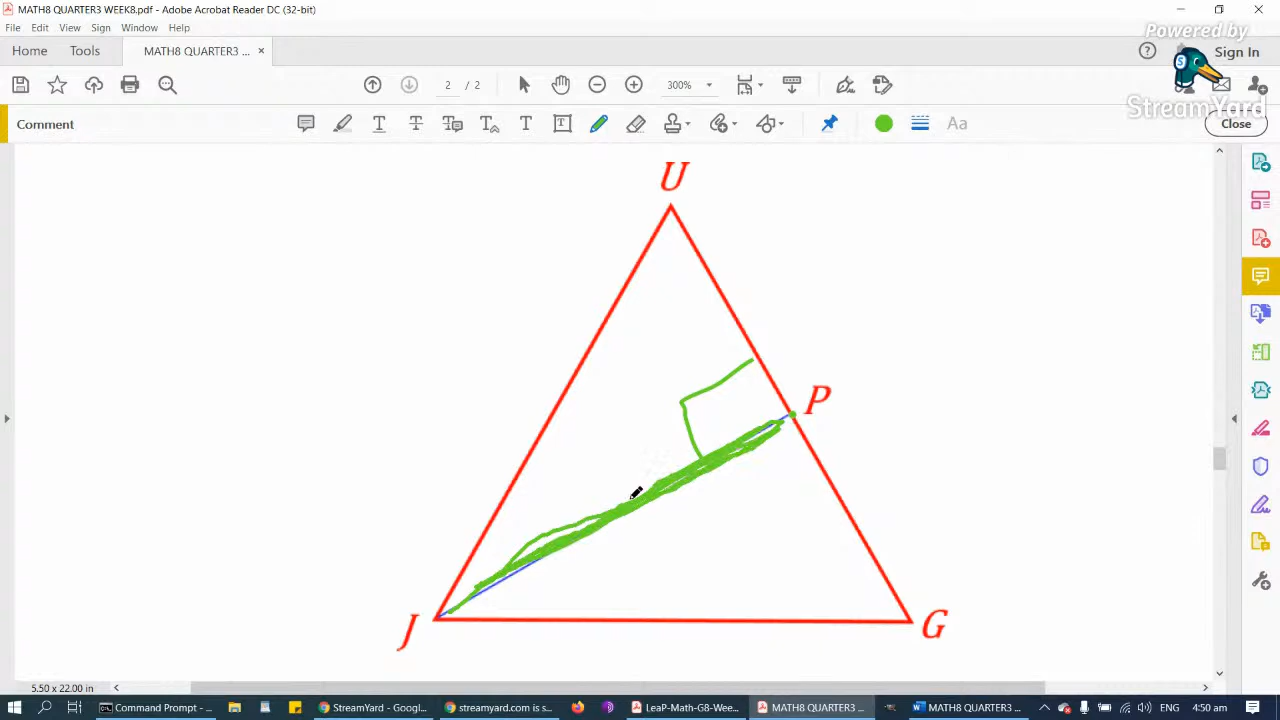 MATH8 QUARTER3 WEEK8.pdf - Adobe Acrobat Reader DC (32-bit)
File Edit View Sign Window Help
Powered by
StreamYard
Home Tools MATH8 QUARTER3 ... × Sign In
2 / 2 300%
Comment Aa Close
U
P
J
G
5.50 x 22.00 in
Command Prompt - ... StreamYard - Googl... streamyard.com is s... LeaP-Math-G8-Wee... MATH8 QUARTER3 ... MATH8 QUARTER3 ... 4:50 am